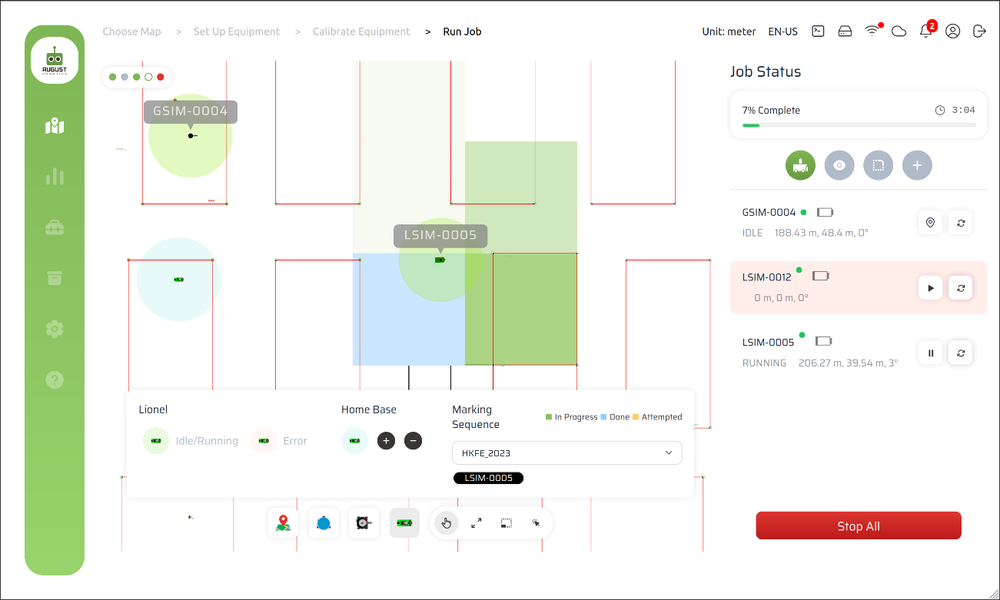 Choose Map > Set Up Equipment > Calibrate Equipment > Run Job
Unit: meter EN-US 2
AUGUST
ROBOTICS
Job Status
7% Complete 3:04
GSIM-0004
LSIM-0005
GSIM-0004
IDLE 188.43 m, 48.4 m, 0°
LSIM-0012
0 m, 0 m, 0°
LSIM-0005
RUNNING 206.27 m, 39.54 m, 3°
Lionel
Idle/Running
Error
Home Base
Marking
Sequence
In Progress Done Attempted
HKFE_2023
LSIM-0005
Stop All